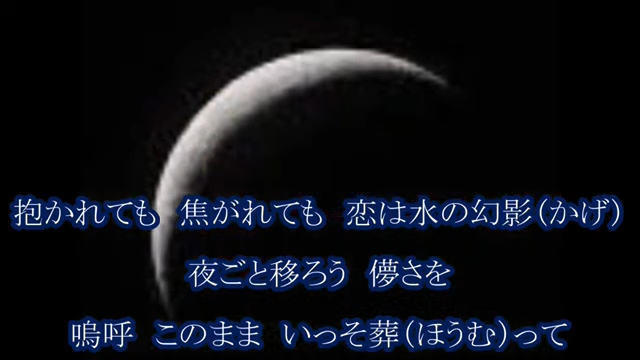 抱かれても　焦がれても　恋は水の幻影（かげ）
夜ごと移ろう　儚さを
嗚呼　このまま　いっそ葬（ほうむ）って